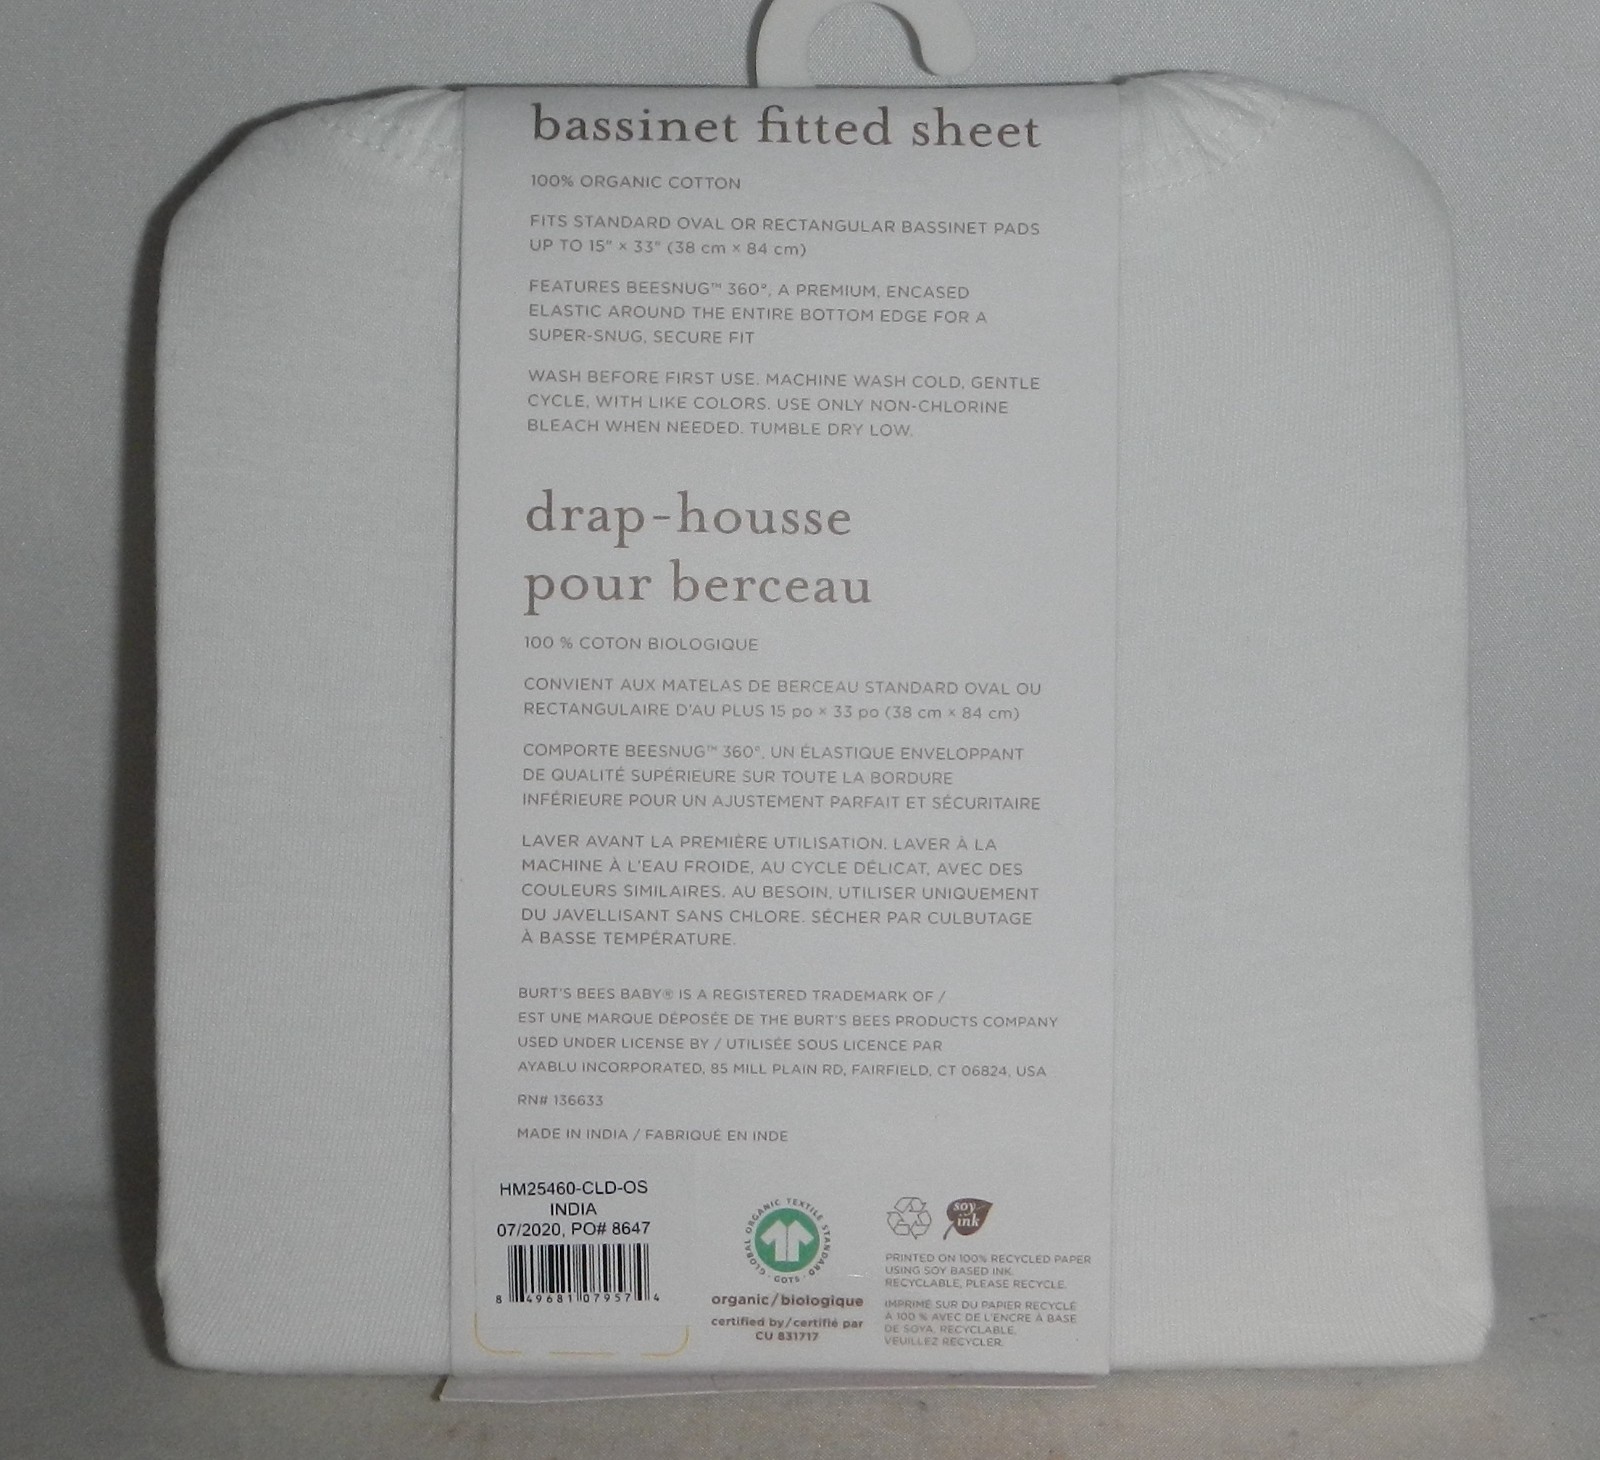 bassinet fitted sheet
100% ORGANIC COTTON
FITS STANDARD OVAL OR RECTANGULAR BASSINET PADS
UP TO 15" × 33" (38 cm × 84 cm)
FEATURES BEESNUG™ 360°, A PREMIUM, ENCASED
ELASTIC AROUND THE ENTIRE BOTTOM EDGE FOR A
SUPER-SNUG, SECURE FIT
WASH BEFORE FIRST USE. MACHINE WASH COLD, GENTLE
CYCLE, WITH LIKE COLORS. USE ONLY NON-CHLORINE
BLEACH WHEN NEEDED. TUMBLE DRY LOW.
drap-housse
pour berceau
100 % COTON BIOLOGIQUE
CONVIENT AUX MATELAS DE BERCEAU STANDARD OVAL OU
RECTANGULAIRE D'AU PLUS 15 po × 33 po (38 cm × 84 cm)
COMPORTE BEESNUG™ 360°, UN ÉLASTIQUE ENVELOPPANT
DE QUALITÉ SUPÉRIEURE SUR TOUTE LA BORDURE
INFÉRIEURE POUR UN AJUSTEMENT PARFAIT ET SÉCURITAIRE
LAVER AVANT LA PREMIÈRE UTILISATION. LAVER À LA
MACHINE À L'EAU FROIDE, AU CYCLE DÉLICAT, AVEC DES
COULEURS SIMILAIRES. AU BESOIN, UTILISER UNIQUEMENT
DU JAVELLISANT SANS CHLORE. SÉCHER PAR CULBUTAGE
À BASSE TEMPÉRATURE.
BURT'S BEES BABY® IS A REGISTERED TRADEMARK OF /
EST UNE MARQUE DÉPOSÉE DE THE BURT'S BEES PRODUCTS COMPANY
USED UNDER LICENSE BY / UTILISÉE SOUS LICENCE PAR
AYABLU INCORPORATED, 85 MILL PLAIN RD, FAIRFIELD, CT 06824, USA
RN# 136633
MADE IN INDIA / FABRIQUÉ EN INDE
HM25460-CLD-OS
INDIA
07/2020, PO# 8647
8 49681 07957 4
GLOBAL ORGANIC TEXTILE STANDARD · GOTS ·
organic/biologique
certified by/certifié par
CU 831717
soy
ink
PRINTED ON 100% RECYCLED PAPER
USING SOY BASED INK.
RECYCLABLE, PLEASE RECYCLE.
IMPRIMÉ SUR DU PAPIER RECYCLÉ
À 100 % AVEC DE L'ENCRE À BASE
DE SOYA. RECYCLABLE.
VEUILLEZ RECYCLER.